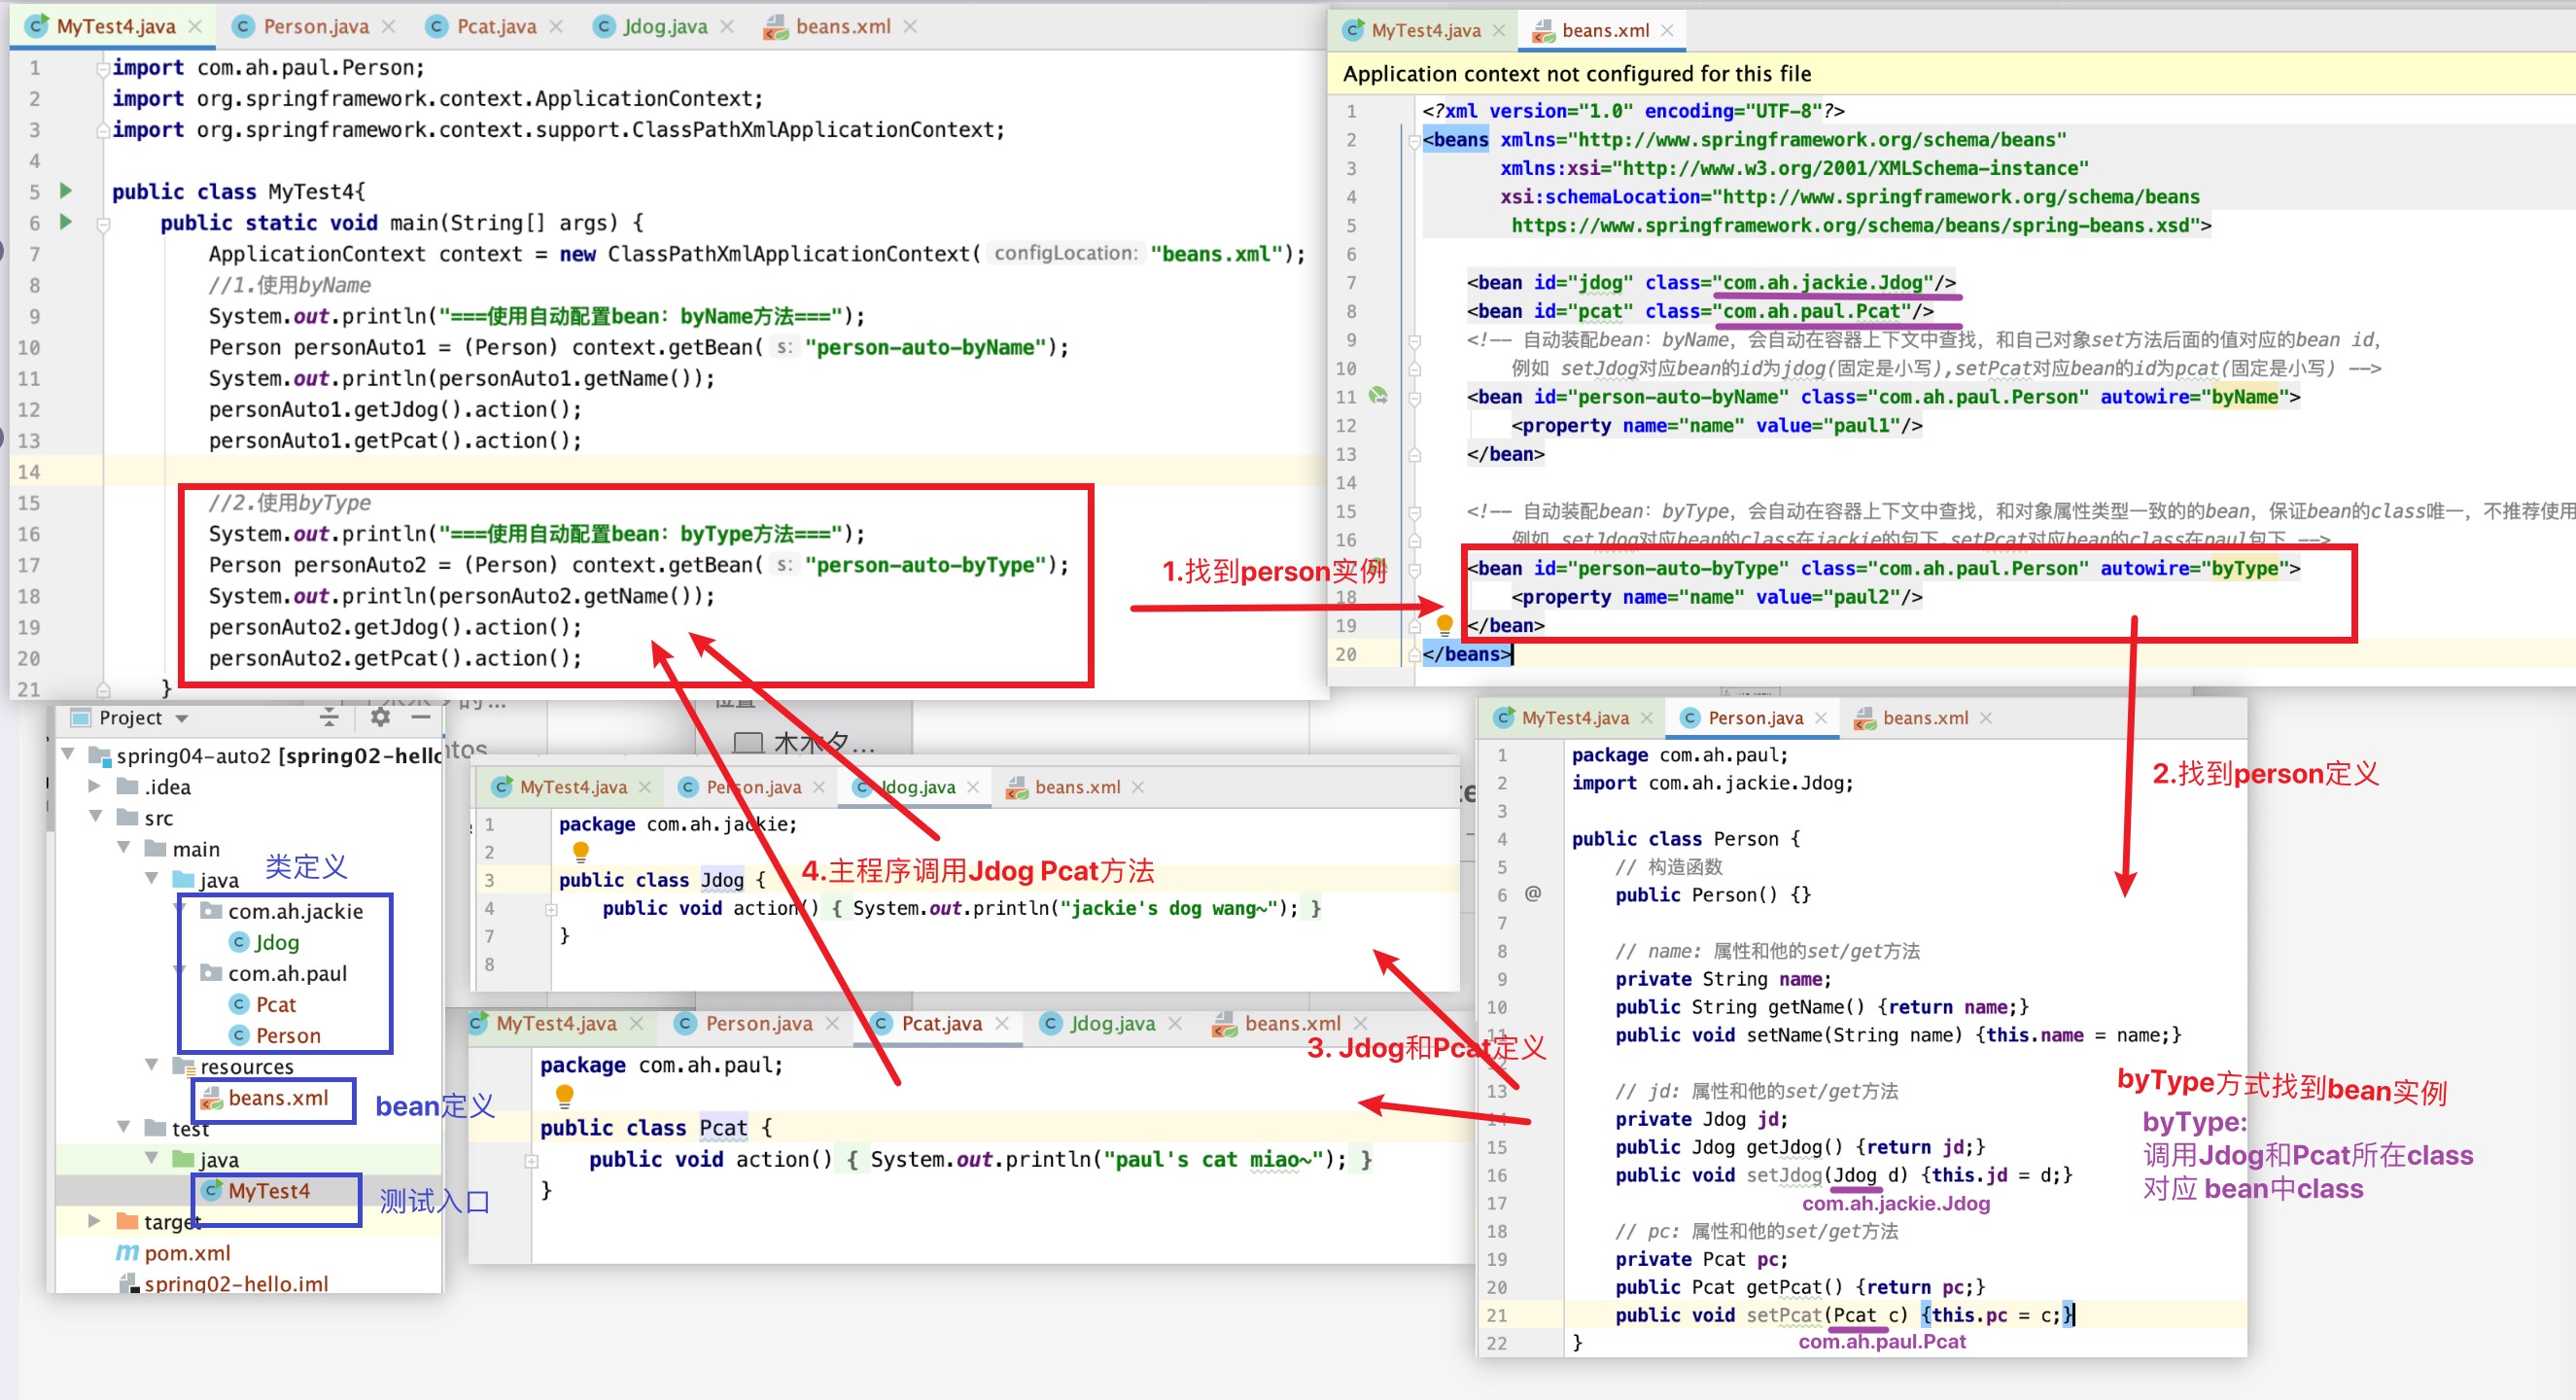 MyTest4.java
Person.java
Pcat.java
Jdog.java
beans.xml
1 import com.ah.paul.Person;
2 import org.springframework.context.ApplicationContext;
3 import org.springframework.context.support.ClassPathXmlApplicationContext;
4
5 public class MyTest4{
6 public static void main(String[] args) {
7 ApplicationContext context = new ClassPathXmlApplicationContext( configLocation: "beans.xml");
8 //1.使用byName
9 System.out.println("===使用自动配置bean：byName方法===");
10 Person personAuto1 = (Person) context.getBean( s: "person-auto-byName");
11 System.out.println(personAuto1.getName());
12 personAuto1.getJdog().action();
13 personAuto1.getPcat().action();
14
15 //2.使用byType
16 System.out.println("===使用自动配置bean：byType方法===");
17 Person personAuto2 = (Person) context.getBean( s: "person-auto-byType");
18 System.out.println(personAuto2.getName());
19 personAuto2.getJdog().action();
20 personAuto2.getPcat().action();
21 }
MyTest4.java
beans.xml
Application context not configured for this file
1 <?xml version="1.0" encoding="UTF-8"?>
2 <beans xmlns="http://www.springframework.org/schema/beans"
3 xmlns:xsi="http://www.w3.org/2001/XMLSchema-instance"
4 xsi:schemaLocation="http://www.springframework.org/schema/beans
5 https://www.springframework.org/schema/beans/spring-beans.xsd">
6
7 <bean id="jdog" class="com.ah.jackie.Jdog"/>
8 <bean id="pcat" class="com.ah.paul.Pcat"/>
9 <!-- 自动装配bean：byName，会自动在容器上下文中查找，和自己对象set方法后面的值对应的bean id，
10 例如 setJdog对应bean的id为jdog(固定是小写),setPcat对应bean的id为pcat(固定是小写) -->
11 <bean id="person-auto-byName" class="com.ah.paul.Person" autowire="byName">
12 <property name="name" value="paul1"/>
13 </bean>
14
15 <!-- 自动装配bean：byType，会自动在容器上下文中查找，和对象属性类型一致的的bean，保证bean的class唯一，不推荐使用
16 例如 setJdog对应bean的class在jackie的包下,setPcat对应bean的class在paul包下 -->
<bean id="person-auto-byType" class="com.ah.paul.Person" autowire="byType">
18 <property name="name" value="paul2"/>
19 </bean>
20 </beans>
1.找到person实例
2.找到person定义
Project
spring04-auto2 [spring02-hello
.idea
src
main
类定义
java
com.ah.jackie
Jdog
com.ah.paul
Pcat
Person
resources
beans.xml
bean定义
test
java
MyTest4
测试入口
target
pom.xml
spring02-hello.iml
MyTest4.java
Person.java
Jdog.java
beans.xml
1 package com.ah.jackie;
2
3 public class Jdog {
4 public void action() { System.out.println("jackie's dog wang~"); }
7 }
8
4.主程序调用Jdog Pcat方法
MyTest4.java
Person.java
Pcat.java
Jdog.java
beans.xml
package com.ah.paul;
public class Pcat {
public void action() { System.out.println("paul's cat miao~"); }
}
3. Jdog和Pcat定义
MyTest4.java
Person.java
beans.xml
1 package com.ah.paul;
2 import com.ah.jackie.Jdog;
3
4 public class Person {
5 // 构造函数
6 @ public Person() {}
7
8 // name: 属性和他的set/get方法
9 private String name;
10 public String getName() {return name;}
11 public void setName(String name) {this.name = name;}
12
13 // jd: 属性和他的set/get方法
14 private Jdog jd;
15 public Jdog getJdog() {return jd;}
16 public void setJdog(Jdog d) {this.jd = d;}
17 com.ah.jackie.Jdog
18 // pc: 属性和他的set/get方法
19 private Pcat pc;
20 public Pcat getPcat() {return pc;}
21 public void setPcat(Pcat c) {this.pc = c;}
22 }
com.ah.paul.Pcat
byType方式找到bean实例
byType:
调用Jdog和Pcat所在class
对应 bean中class